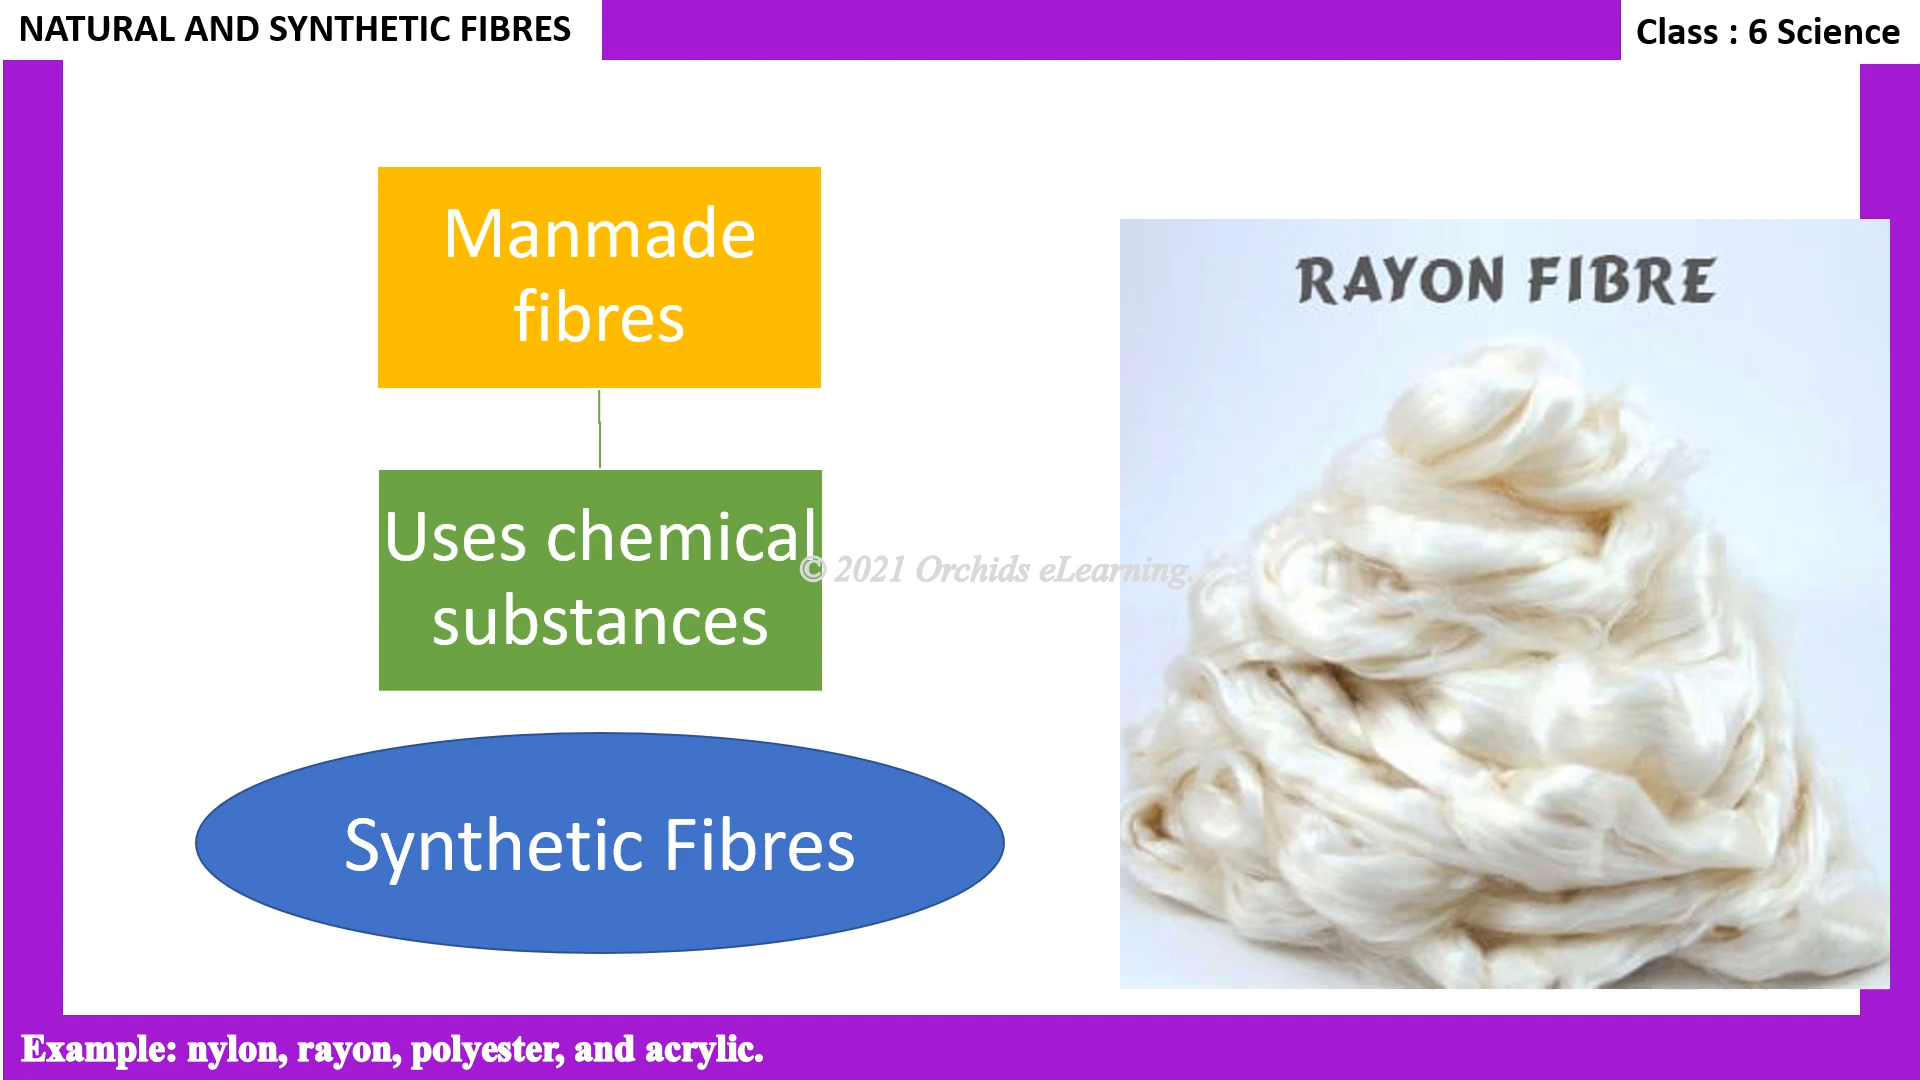 NATURAL AND SYNTHETIC FIBRES
Class : 6 Science
Manmade
fibres
RAYON FIBRE
Uses chemical
substances
© 2021 Orchids eLearning.
Synthetic Fibres
Example: nylon, rayon, polyester, and acrylic.